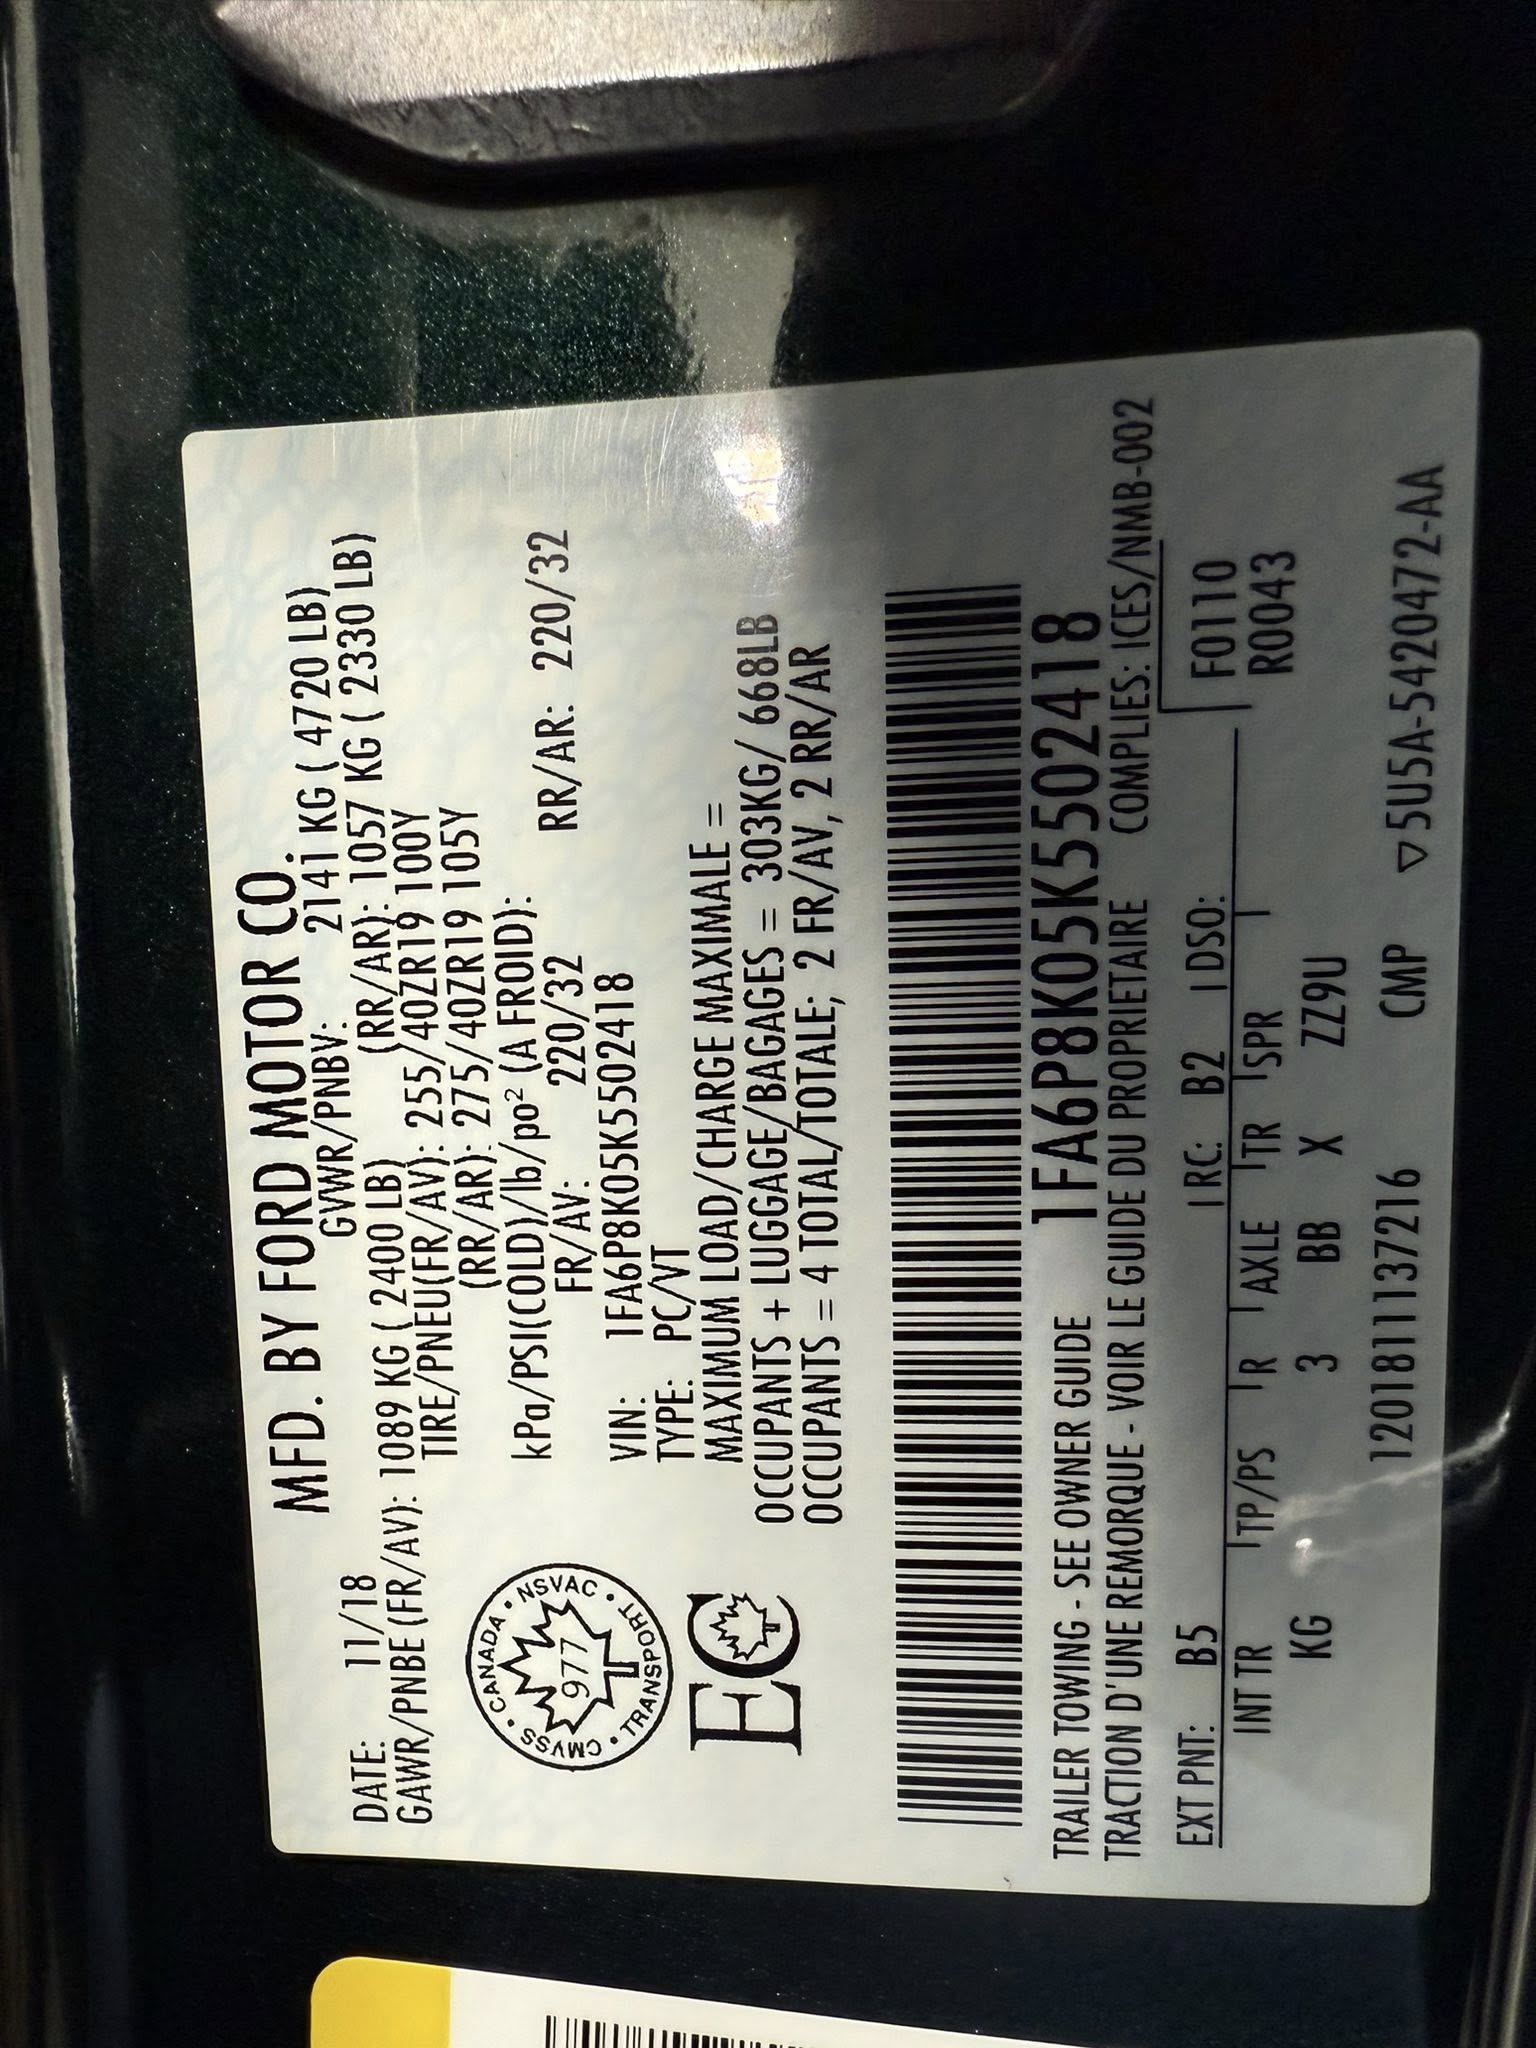 MFD. BY FORD MOTOR CO.
DATE: 11/18 GVWR/PNBV: 2141 KG ( 4720 LB)
GAWR/PNBE (FR/AV): 1089 KG ( 2400 LB) (RR/AR): 1057 KG ( 2330 LB)
TIRE/PNEU(FR/AV): 255/40ZR19 100Y
(RR/AR): 275/40ZR19 105Y
kPa/PSI(COLD)/lb/po² (A FROID):
FR/AV: 220/32 RR/AR: 220/32
VIN: 1FA6P8K05K5502418
TYPE: PC/VT
MAXIMUM LOAD/CHARGE MAXIMALE =
OCCUPANTS + LUGGAGE/BAGAGES = 303KG/ 668LB
OCCUPANTS = 4 TOTAL/TOTALE; 2 FR/AV, 2 RR/AR
CANADA • NSVAC • TRANSPORT • CMVSS •
977
EC
1FA6P8K05K5502418
TRAILER TOWING - SEE OWNER GUIDE
TRACTION D'UNE REMORQUE - VOIR LE GUIDE DU PROPRIETAIRE COMPLIES: ICES/NMB-002
EXT PNT: B5 RC: B2 DSO: F0110
R0043
INT TR TP/PS R AXLE TR SPR
KG 3 BB X ZZ9U
120181137216 CMP ▽5U5A-5420472-AA